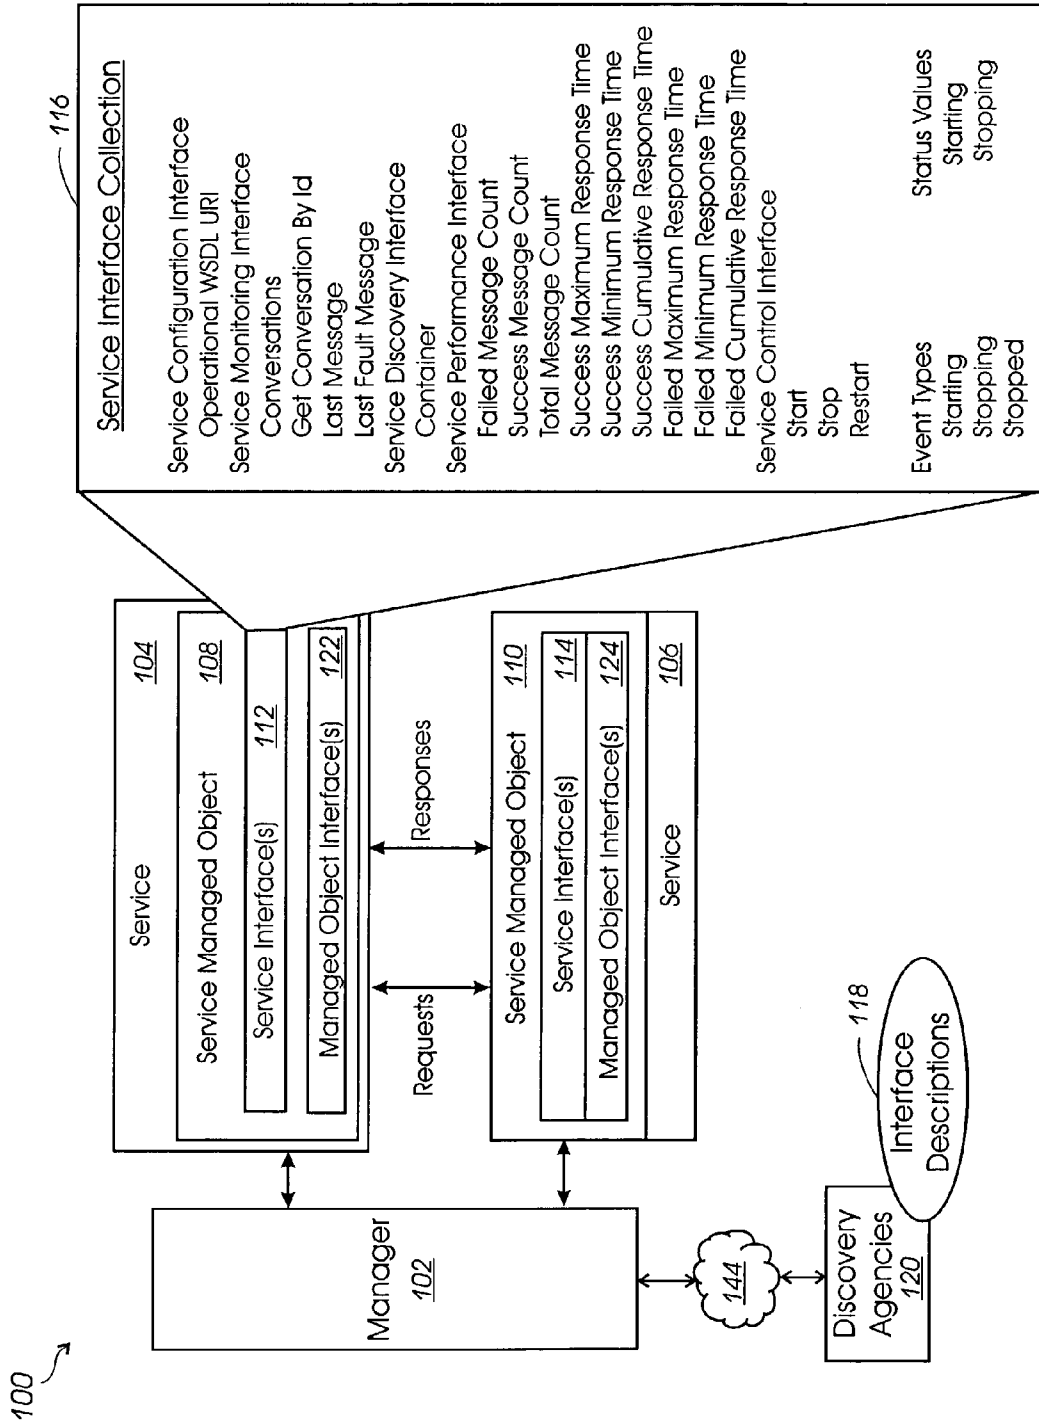 100
Manager
102
Service
104
Service Managed Object
108
Service Interface(s)
112
Managed Object Interface(s)
122
Requests
Responses
Service Managed Object
110
Service Interface(s)
114
Managed Object Interface(s)
124
Service
106
144
Discovery
Agencies
120
Interface
Descriptions
118
116
Service Interface Collection
Service Configuration Interface
Operational WSDL URI
Service Monitoring Interface
Conversations
Get Conversation By Id
Last Message
Last Fault Message
Service Discovery Interface
Container
Service Performance Interface
Failed Message Count
Success Message Count
Total Message Count
Success Maximum Response Time
Success Minimum Response Time
Success Cumulative Response Time
Failed Maximum Response Time
Failed Minimum Response Time
Failed Cumulative Response Time
Service Control Interface
Start
Stop
Restart
Event Types Status Values
Starting Starting
Stopping Stopping
Stopped